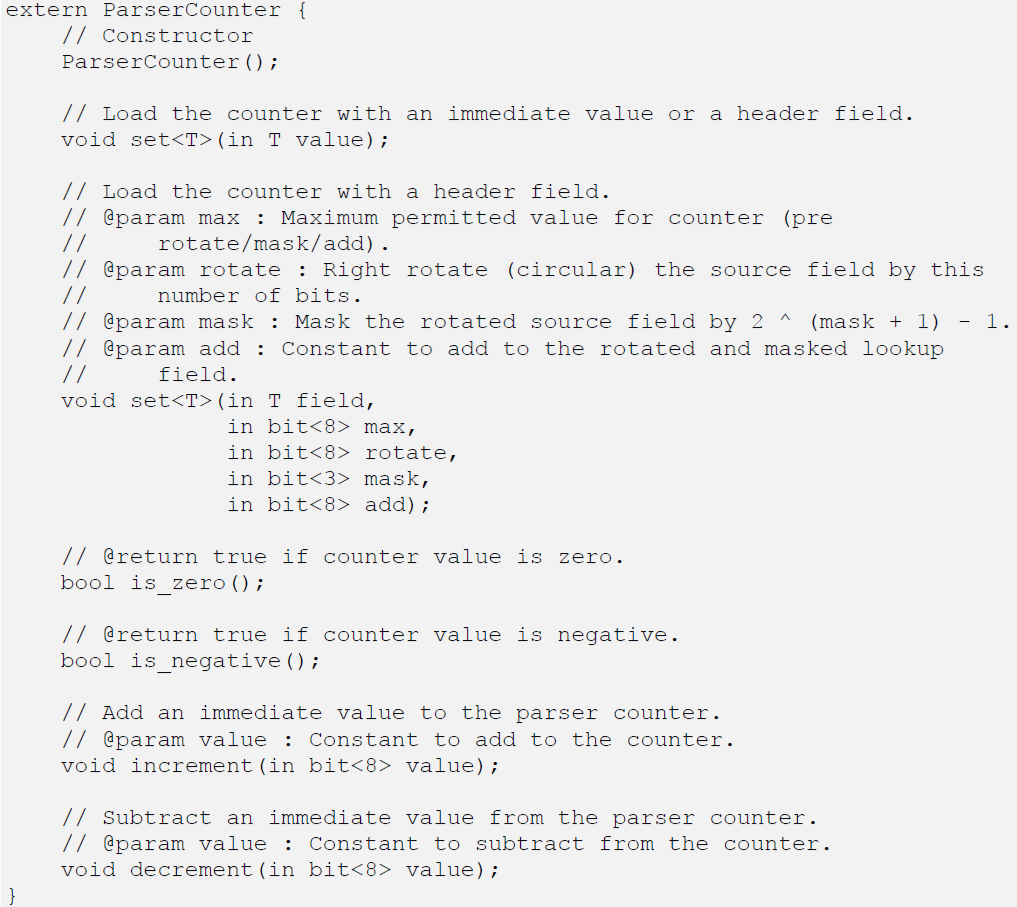 extern ParserCounter {
    // Constructor
    ParserCounter();

    // Load the counter with an immediate value or a header field.
    void set<T>(in T value);

    // Load the counter with a header field.
    // @param max : Maximum permitted value for counter (pre
    //     rotate/mask/add).
    // @param rotate : Right rotate (circular) the source field by this
    //     number of bits.
    // @param mask : Mask the rotated source field by 2 ^ (mask + 1) - 1.
    // @param add : Constant to add to the rotated and masked lookup
    //     field.
    void set<T>(in T field,
                in bit<8> max,
                in bit<8> rotate,
                in bit<3> mask,
                in bit<8> add);

    // @return true if counter value is zero.
    bool is_zero();

    // @return true if counter value is negative.
    bool is_negative();

    // Add an immediate value to the parser counter.
    // @param value : Constant to add to the counter.
    void increment(in bit<8> value);

    // Subtract an immediate value from the parser counter.
    // @param value : Constant to subtract from the counter.
    void decrement(in bit<8> value);
}